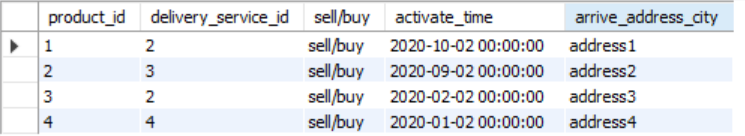 product_id delivery_service_id sell/buy activate_time arrive_address_city
1 2 sell/buy 2020-10-02 00:00:00 address1
2 3 sell/buy 2020-09-02 00:00:00 address2
3 2 sell/buy 2020-02-02 00:00:00 address3
4 4 sell/buy 2020-01-02 00:00:00 address4